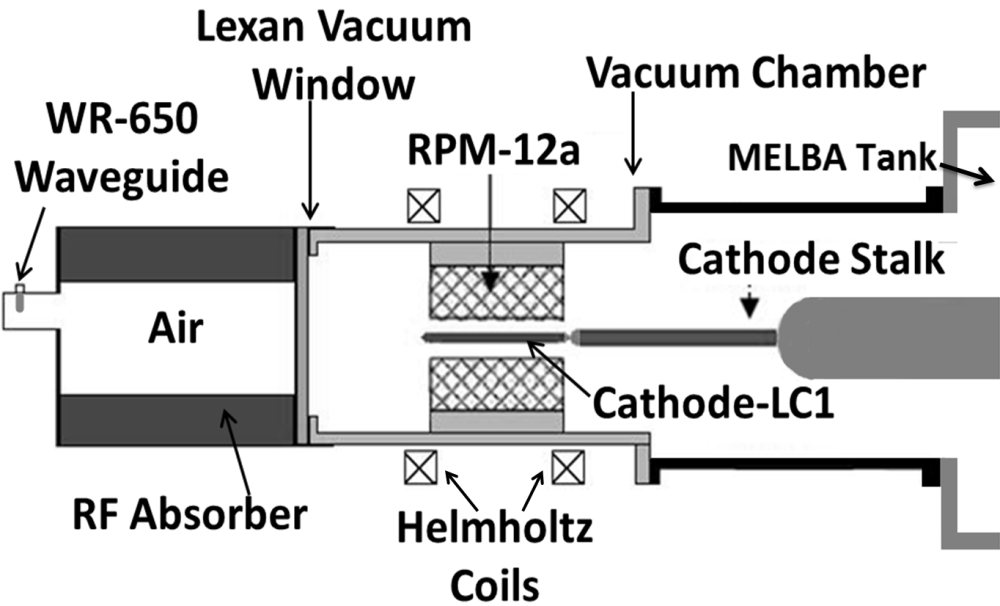 Lexan Vacuum
Window
Vacuum Chamber
WR-650
Waveguide
RPM-12a
MELBA Tank
Cathode Stalk
Air
Cathode-LC1
RF Absorber
Helmholtz
Coils